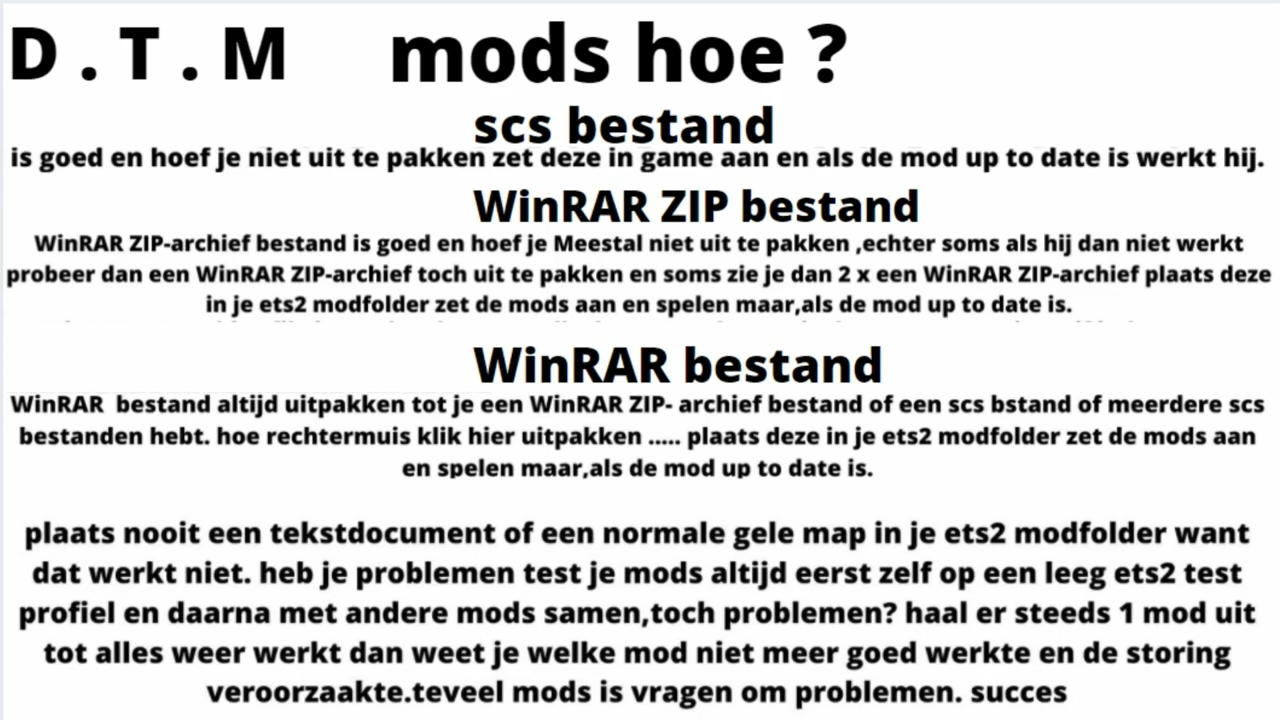 D . T . M mods hoe ?
scs bestand
is goed en hoef je niet uit te pakken zet deze in game aan en als de mod up to date is werkt hij.
WinRAR ZIP bestand
WinRAR ZIP-archief bestand is goed en hoef je Meestal niet uit te pakken ,echter soms als hij dan niet werkt
probeer dan een WinRAR ZIP-archief toch uit te pakken en soms zie je dan 2 x een WinRAR ZIP-archief plaats deze
in je ets2 modfolder zet de mods aan en spelen maar,als de mod up to date is.
WinRAR bestand
WinRAR bestand altijd uitpakken tot je een WinRAR ZIP- archief bestand of een scs bstand of meerdere scs
bestanden hebt. hoe rechtermuis klik hier uitpakken ..... plaats deze in je ets2 modfolder zet de mods aan
en spelen maar,als de mod up to date is.
plaats nooit een tekstdocument of een normale gele map in je ets2 modfolder want
dat werkt niet. heb je problemen test je mods altijd eerst zelf op een leeg ets2 test
profiel en daarna met andere mods samen,toch problemen? haal er steeds 1 mod uit
tot alles weer werkt dan weet je welke mod niet meer goed werkte en de storing
veroorzaakte.teveel mods is vragen om problemen. succes